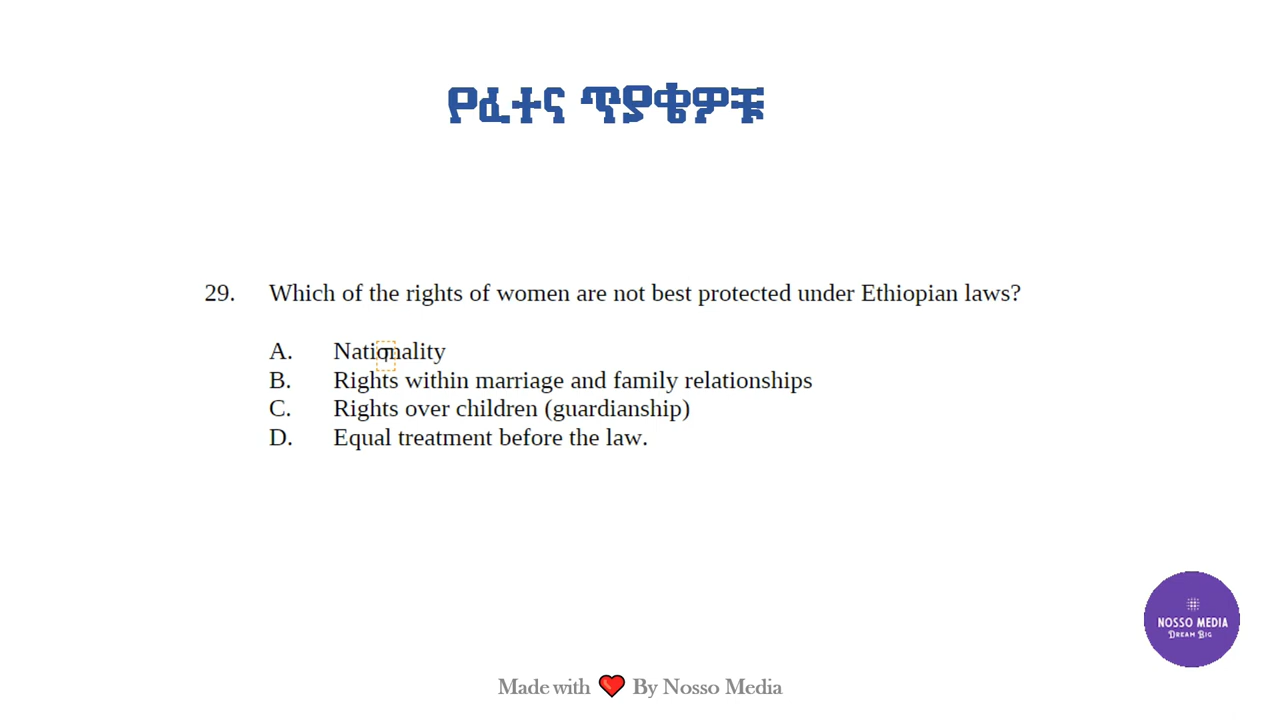 የፈተና ጥያቄዎቹ
29. Which of the rights of women are not best protected under Ethiopian laws?
A. Nationality
B. Rights within marriage and family relationships
C. Rights over children (guardianship)
D. Equal treatment before the law.
NOSSO MEDIA
DREAM BIG
Made with ❤️ By Nosso Media